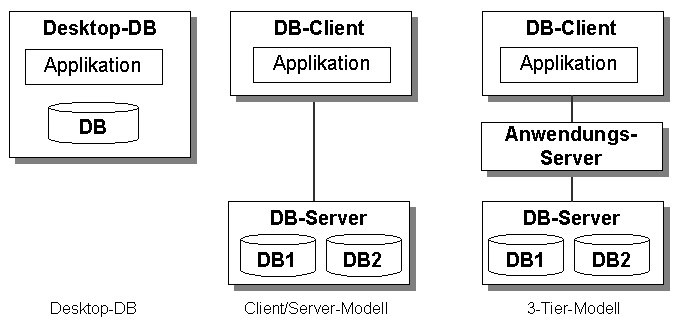 Desktop-DB
Applikation
DB
Desktop-DB
DB-Client
Applikation
DB-Server
DB1 DB2
Client/Server-Modell
DB-Client
Applikation
Anwendungs-
Server
DB-Server
DB1 DB2
3-Tier-Modell